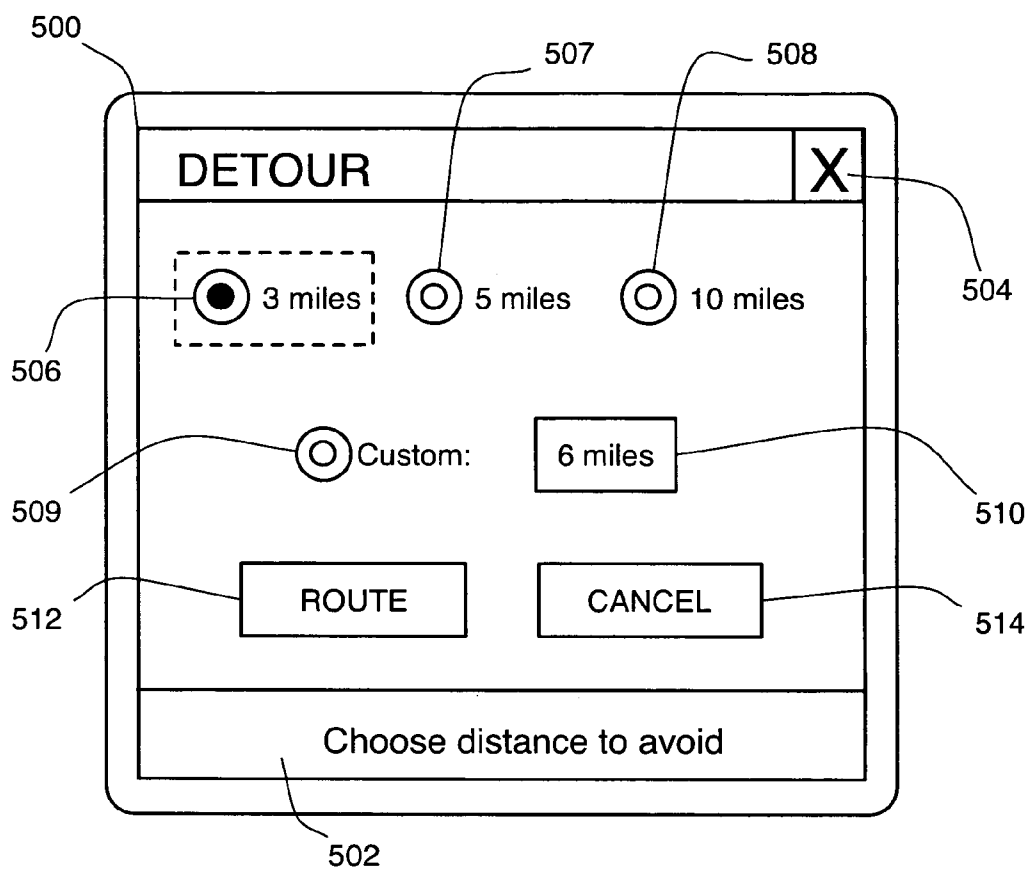 500
507
508
DETOUR
X
504
3 miles
5 miles
10 miles
506
Custom:
6 miles
509
510
ROUTE
CANCEL
512
514
Choose distance to avoid
502